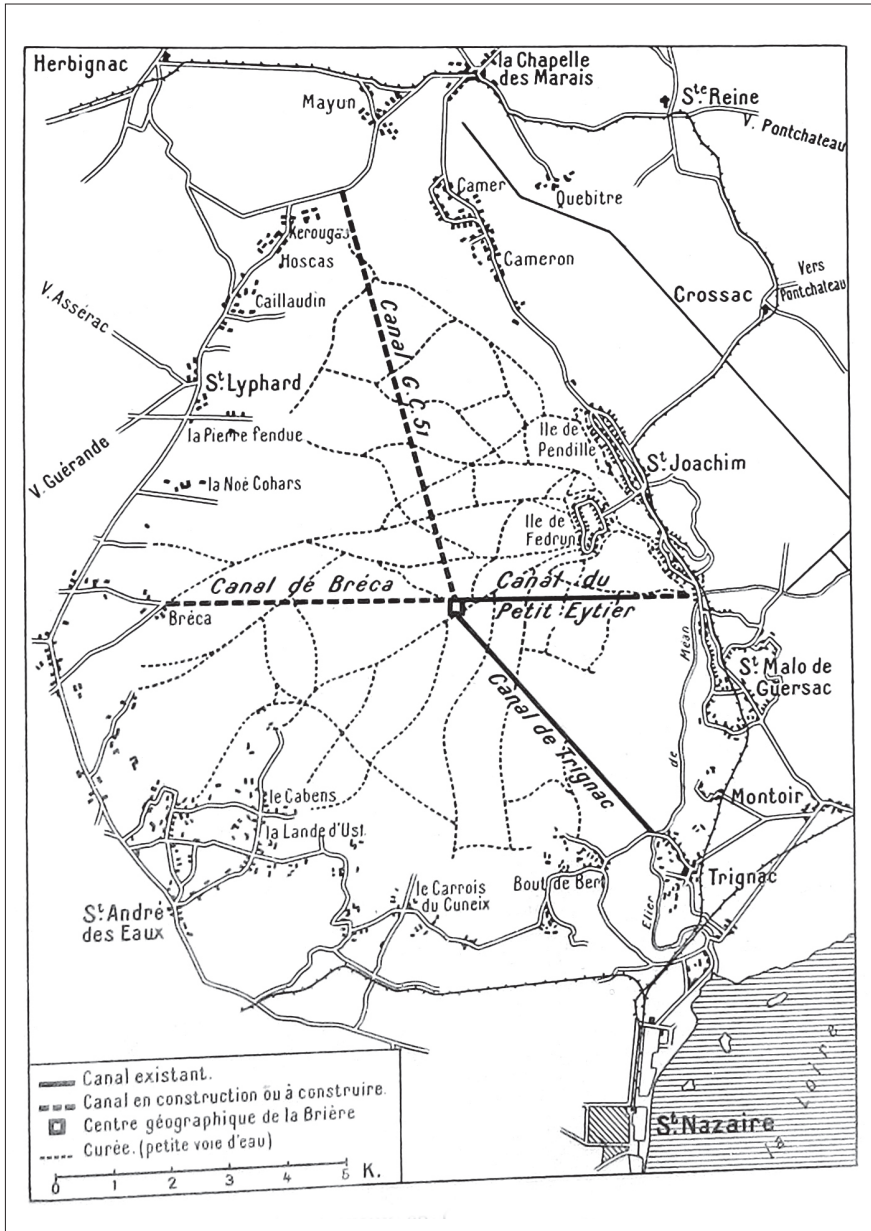 Herbignac
la Chapelle
des Marais
Mayun
Ste Reine
V. Pontchateau
Camer
Quebitre
Kerougas
Hoscas
Cameron
Vers
Pontchateau
Crossac
V. Assérac
Caillaudin
Canal G.C.51
St Lyphard
la Pierre fendue
Ile de
Pendille
V. Guérande
St Joachim
la Noë Cohars
Ile de
Fedrun
Canal de Bréca
Canal du
Petit Eytier
Bréca
Mean
St Malo de
Guersac
Canal de Trignac
de
le Cabens
Montoir
la Lande d'Ust.
Bout de Bert
Trignac
le Carrois
du Cuneix
Etier
St André
des Eaux
la Loire
St Nazaire
Canal existant.
Canal en construction ou à construire.
Centre géographique de la Brière
Curée. (petite voie d'eau)
0 1 2 3 4 5 K.